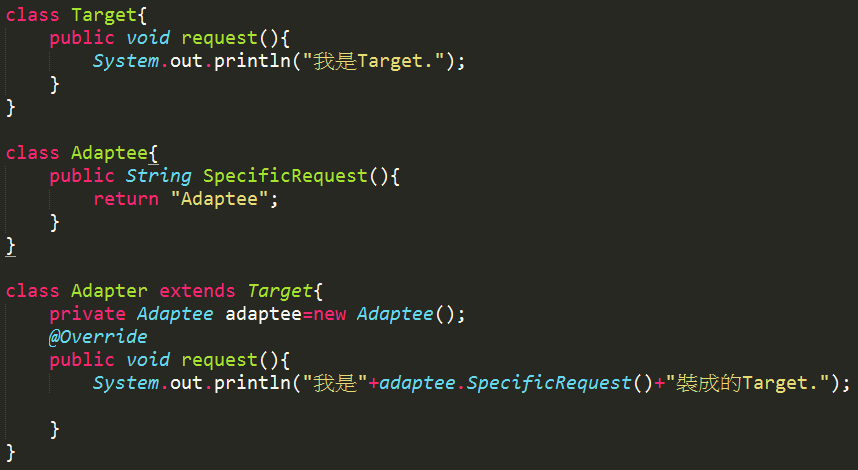 class Target{
    public void request(){
        System.out.println("我是Target.");
    }
}
class Adaptee{
    public String SpecificRequest(){
        return "Adaptee";
    }
}
class Adapter extends Target{
    private Adaptee adaptee=new Adaptee();
    @Override
    public void request(){
        System.out.println("我是"+adaptee.SpecificRequest()+"裝成的Target.");
    }
}